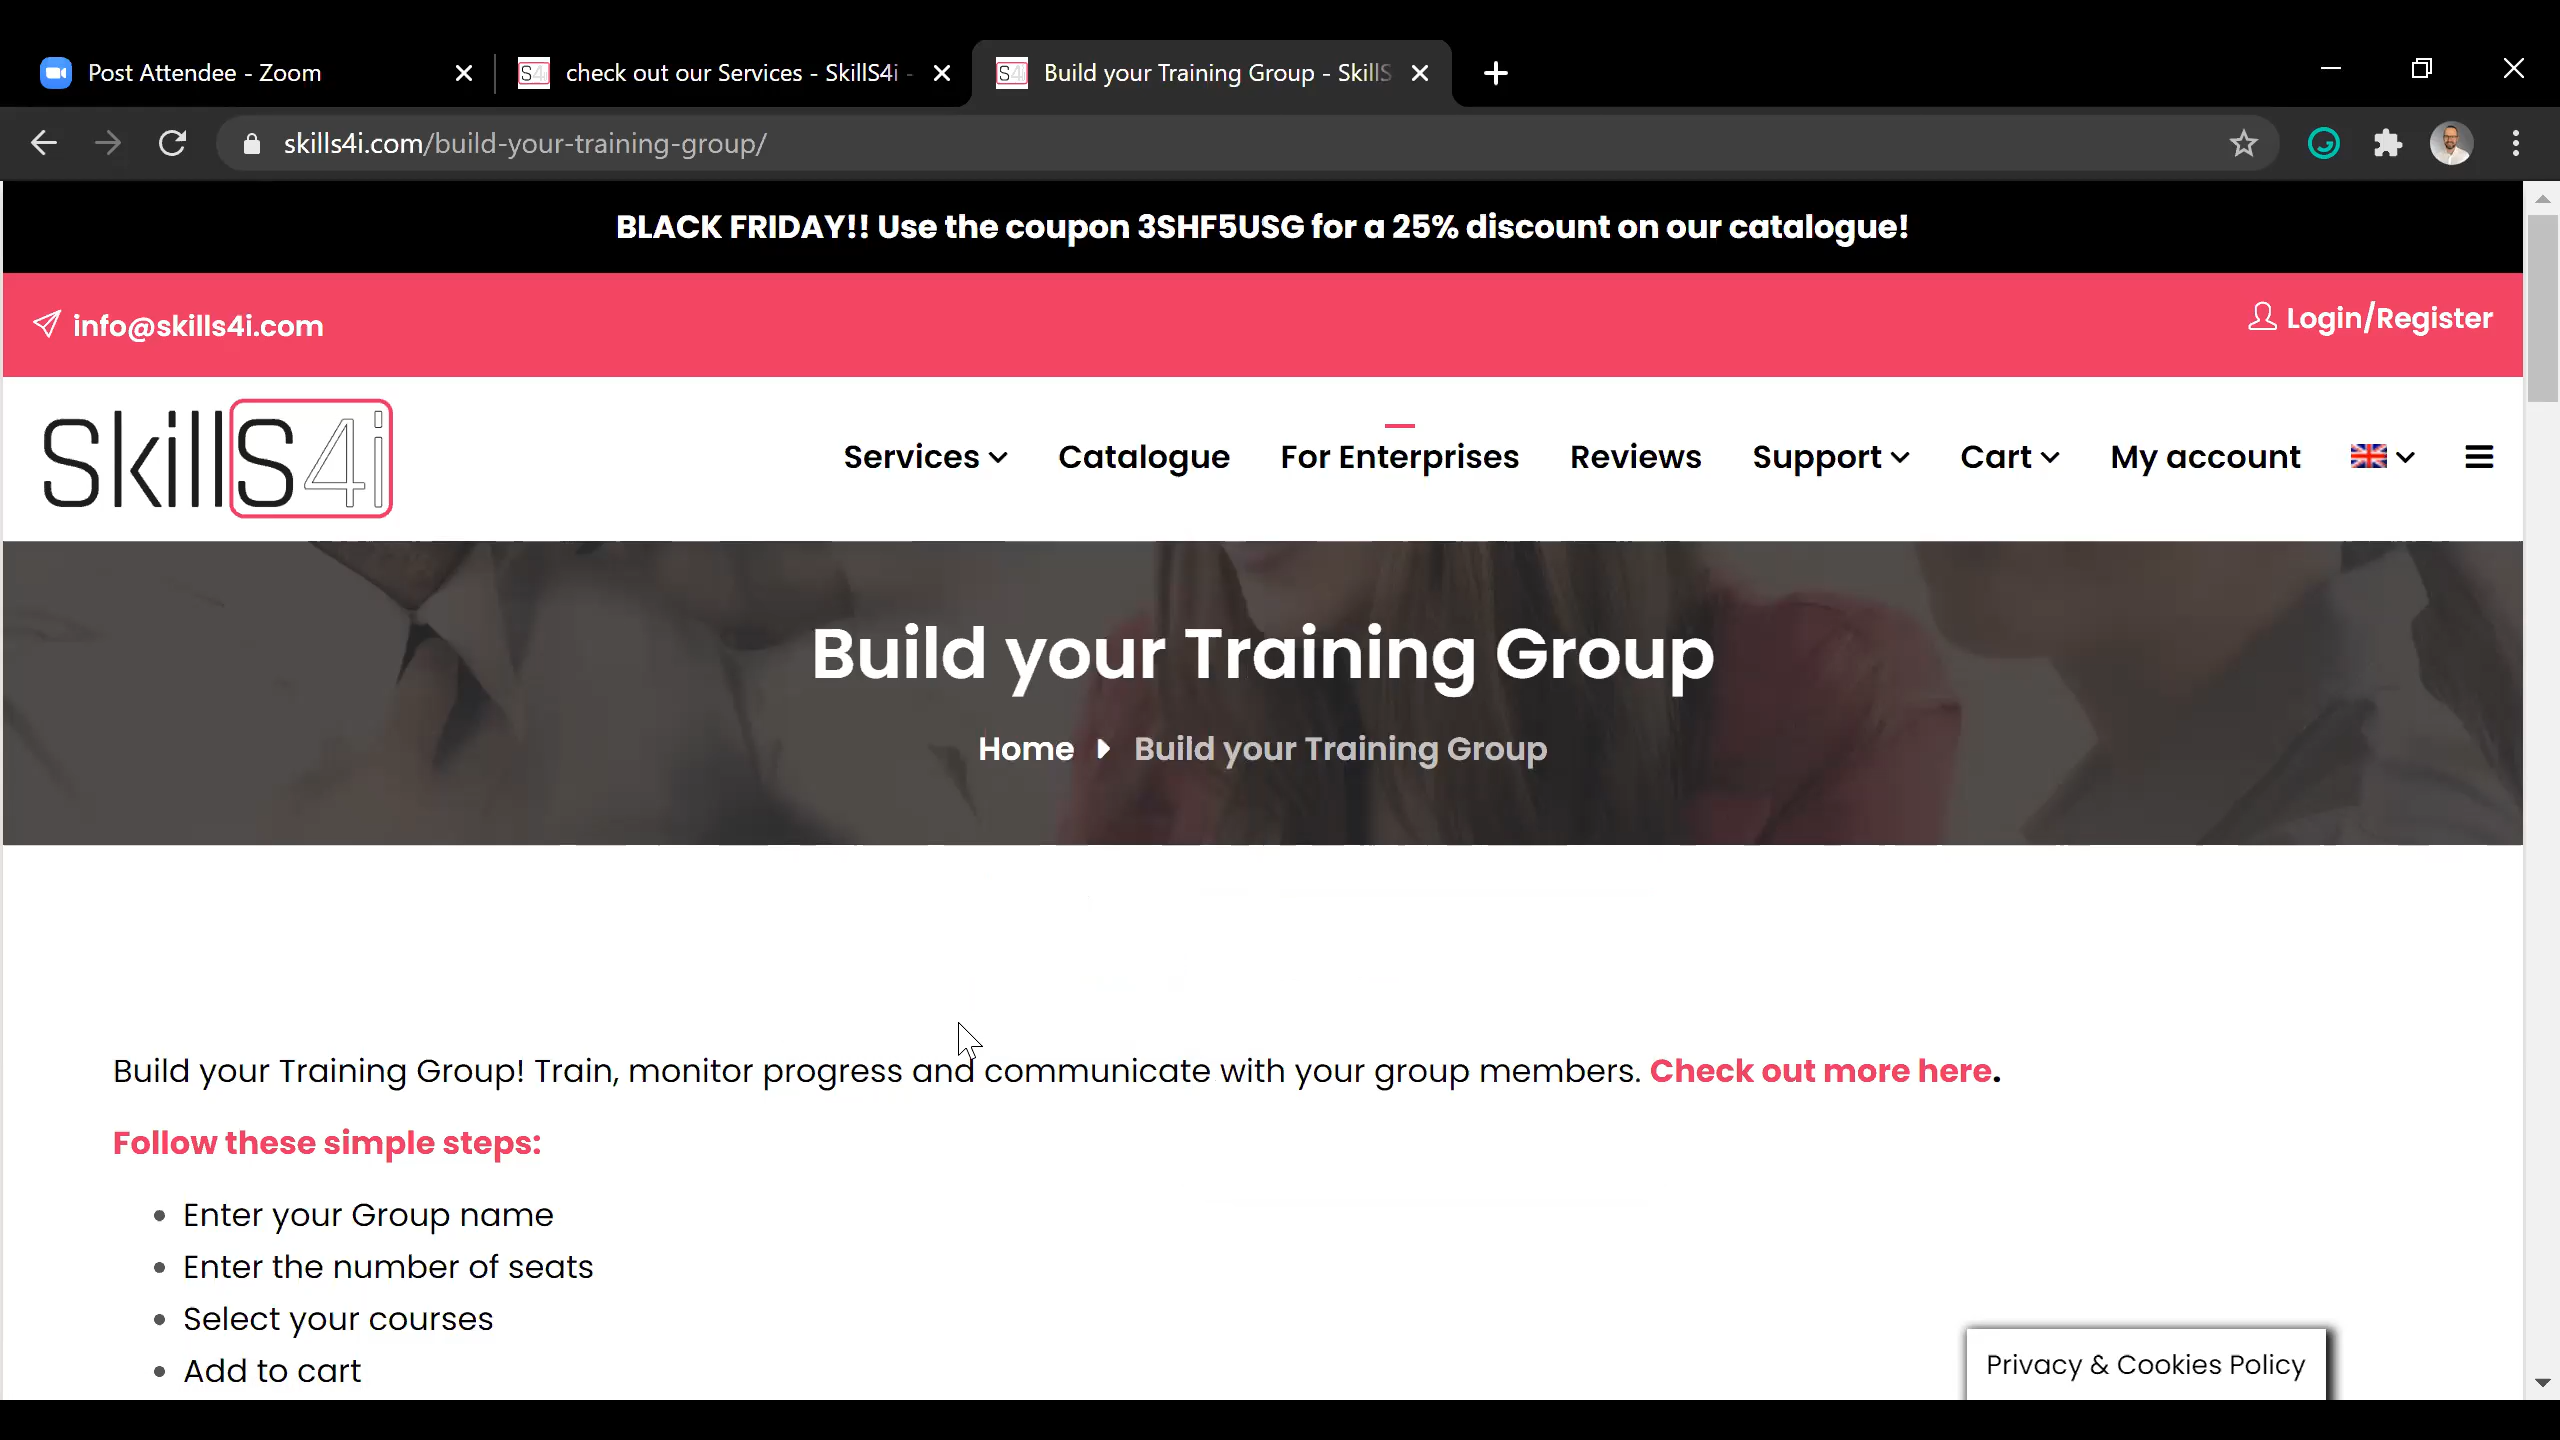 Post Attendee - Zoom
check out our Services - SkillS4i -
Build your Training Group - SkillS
skills4i.com/build-your-training-group/
BLACK FRIDAY!! Use the coupon 3SHF5USG for a 25% discount on our catalogue!
info@skills4i.com
Login/Register
SkillS4i
Services
Catalogue
For Enterprises
Reviews
Support
Cart
My account
Build your Training Group
Home
Build your Training Group
Build your Training Group! Train, monitor progress and communicate with your group members. Check out more here.
Follow these simple steps:
Enter your Group name
Enter the number of seats
Select your courses
Add to cart
Privacy & Cookies Policy